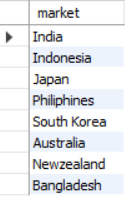 market
India
Indonesia
Japan
Philiphines
South Korea
Australia
Newzealand
Bangladesh